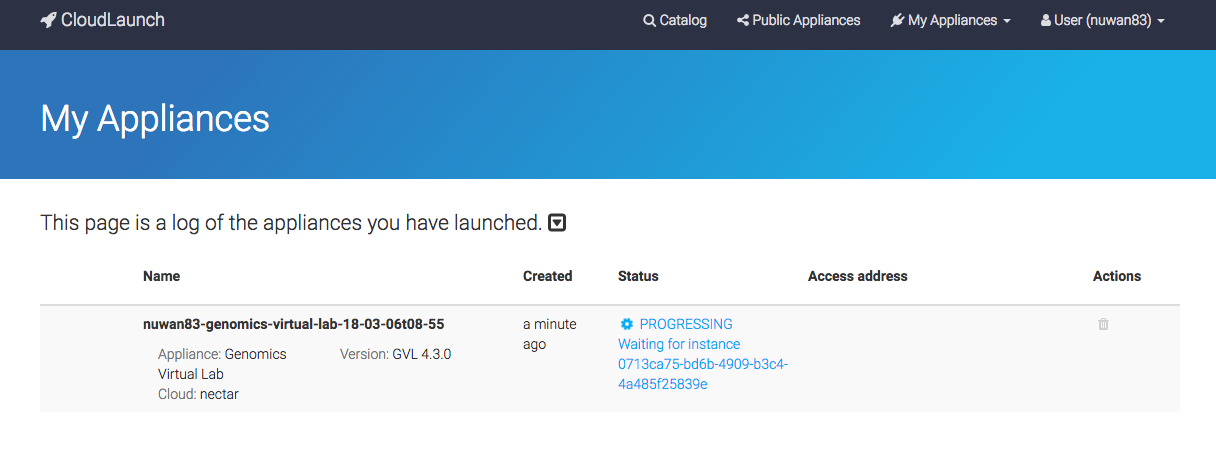 CloudLaunch
Catalog
Public Appliances
My Appliances
User (nuwan83)
My Appliances
This page is a log of the appliances you have launched.
Name
Created
Status
Access address
Actions
nuwan83-genomics-virtual-lab-18-03-06t08-55
Appliance: Genomics
Virtual Lab
Cloud: nectar
Version: GVL 4.3.0
a minute
ago
PROGRESSING
Waiting for instance
0713ca75-bd6b-4909-b3c4-
4a485f25839e